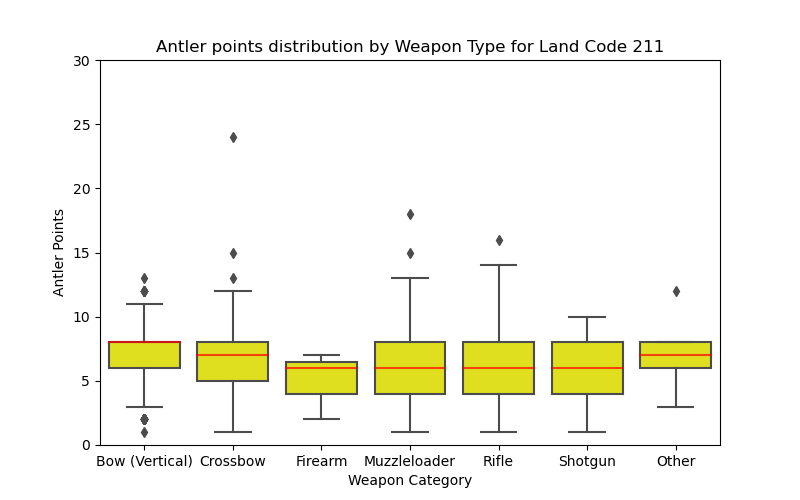 Antler points distribution by Weapon Type for Land Code 211
30
25
20
15
10
5
0
Antler Points
Bow (Vertical) Crossbow Firearm Muzzleloader Rifle Shotgun Other
Weapon Category